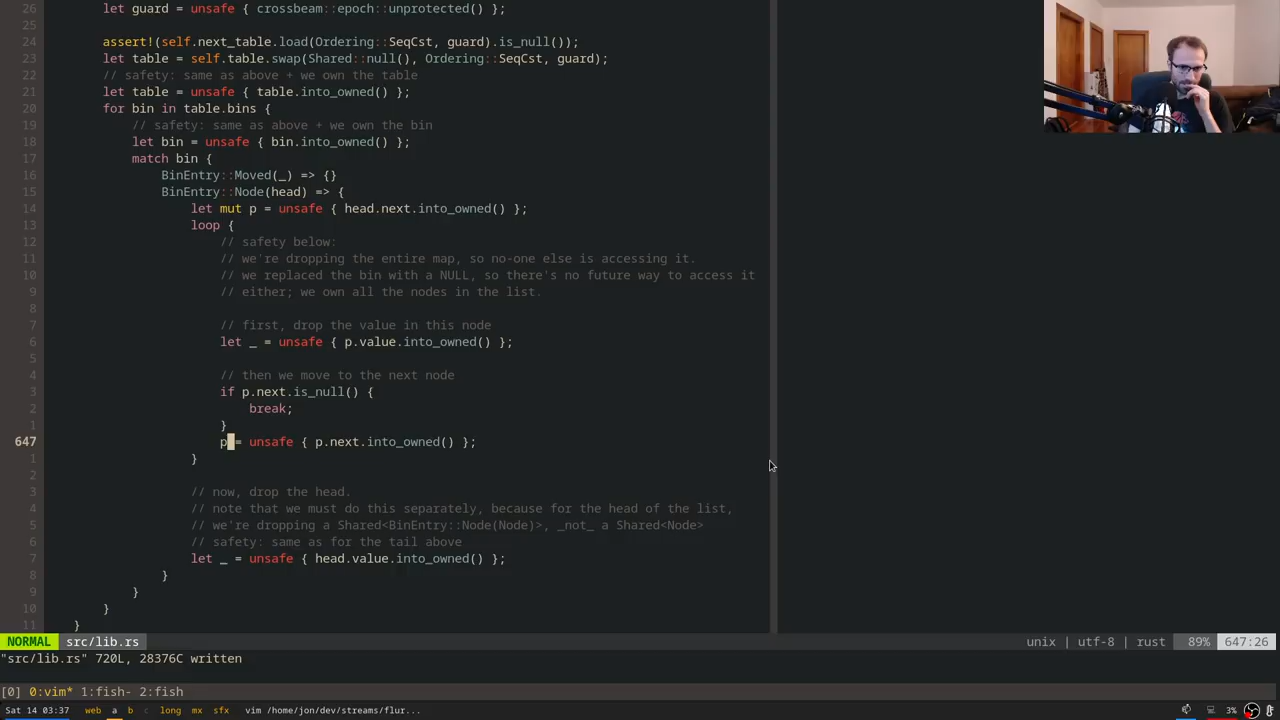 26 let guard = unsafe { crossbeam::epoch::unprotected() };
25
24 assert!(self.next_table.load(Ordering::SeqCst, guard).is_null());
23 let table = self.table.swap(Shared::null(), Ordering::SeqCst, guard);
22 // safety: same as above + we own the table
21 let table = unsafe { table.into_owned() };
20 for bin in table.bins {
19 // safety: same as above + we own the bin
18 let bin = unsafe { bin.into_owned() };
17 match bin {
16 BinEntry::Moved(_) => {}
15 BinEntry::Node(head) => {
14 let mut p = unsafe { head.next.into_owned() };
13 loop {
12 // safety below:
11 // we're dropping the entire map, so no-one else is accessing it.
10 // we replaced the bin with a NULL, so there's no future way to access it
9 // either; we own all the nodes in the list.
8
7 // first, drop the value in this node
6 let _ = unsafe { p.value.into_owned() };
5
4 // then we move to the next node
3 if p.next.is_null() {
2 break;
1 }
647 p = unsafe { p.next.into_owned() };
1 }
2
3 // now, drop the head.
4 // note that we must do this separately, because for the head of the list,
5 // we're dropping a Shared<BinEntry::Node(Node)>, _not_ a Shared<Node>
6 // safety: same as for the tail above
7 let _ = unsafe { head.value.into_owned() };
8 }
9 }
10 }
11 }
NORMAL src/lib.rs unix | utf-8 | rust 89% 647:26
"src/lib.rs" 720L, 28376C written
[0] 0:vim* 1:fish- 2:fish
Sat 14 03:37 web a b c long mx sfx vim /home/jon/dev/streams/flur... 3%